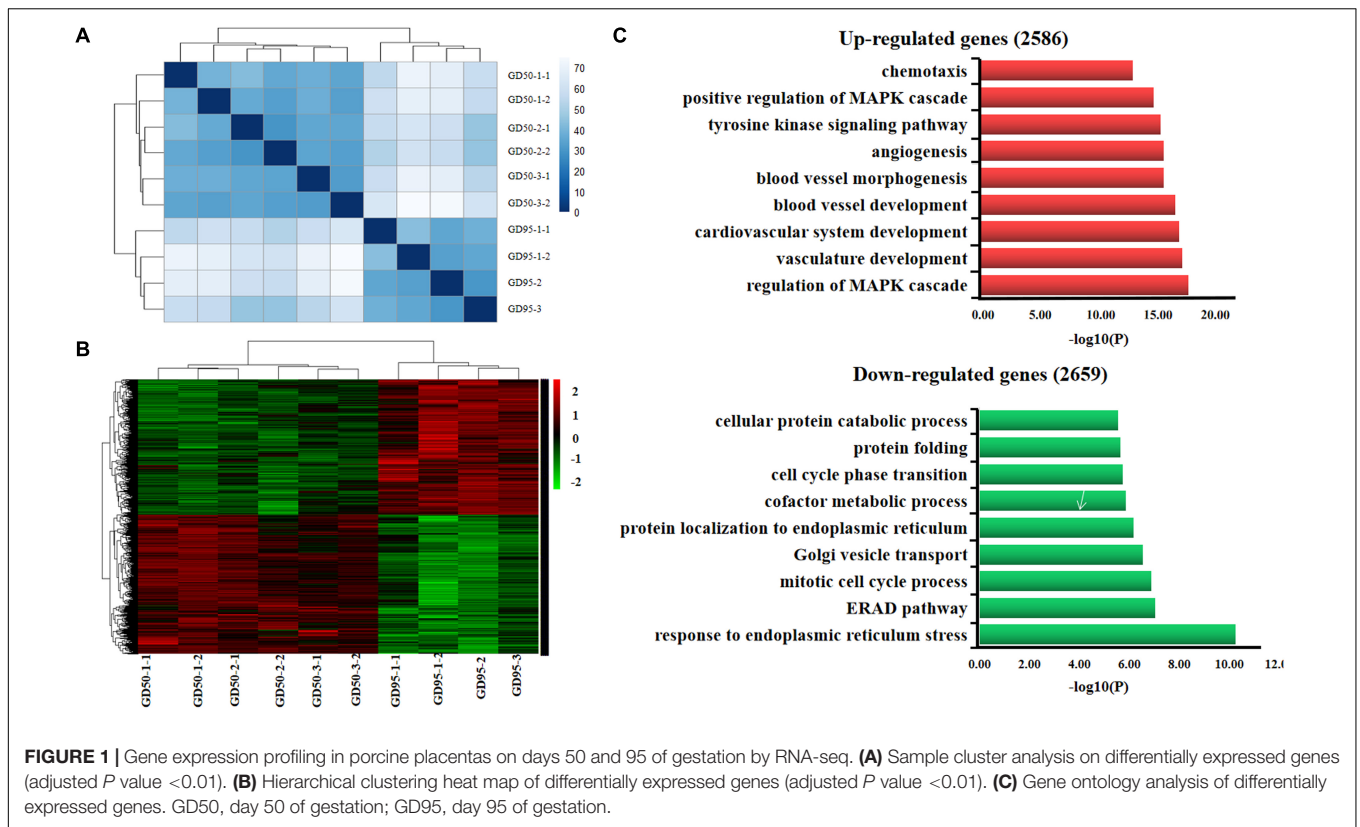 A
70
60
50
40
30
20
10
0
GD50-1-1
GD50-1-2
GD50-2-1
GD50-2-2
GD50-3-1
GD50-3-2
GD95-1-1
GD95-1-2
GD95-2
GD95-3
B
2
1
0
-1
-2
GD50-1-1
GD50-1-2
GD50-2-1
GD50-2-2
GD50-3-1
GD50-3-2
GD95-1-1
GD95-1-2
GD95-2
GD95-3
C
Up-regulated genes (2586)
chemotaxis
positive regulation of MAPK cascade
tyrosine kinase signaling pathway
angiogenesis
blood vessel morphogenesis
blood vessel development
cardiovascular system development
vasculature development
regulation of MAPK cascade
0.00 5.00 10.00 15.00 20.00
-log10(P)
Down-regulated genes (2659)
cellular protein catabolic process
protein folding
cell cycle phase transition
cofactor metabolic process
protein localization to endoplasmic reticulum
Golgi vesicle transport
mitotic cell cycle process
ERAD pathway
response to endoplasmic reticulum stress
0.00 2.00 4.00 6.00 8.00 10.00
-log10(P)
FIGURE 1 | Gene expression profiling in porcine placentas on days 50 and 95 of gestation by RNA-seq. (A) Sample cluster analysis on differentially expressed genes
(adjusted P value <0.01). (B) Hierarchical clustering heat map of differentially expressed genes (adjusted P value <0.01). (C) Gene ontology analysis of differentially
expressed genes. GD50, day 50 of gestation; GD95, day 95 of gestation.